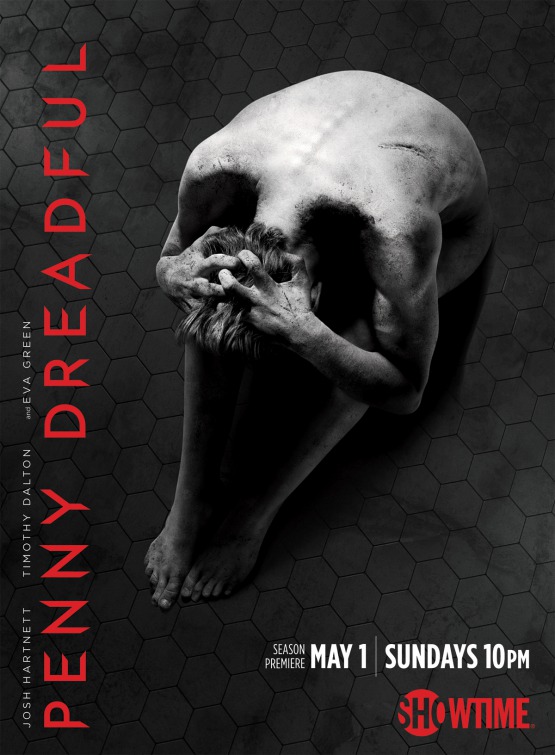 PENNY DREADFUL
JOSH HARTNETT TIMOTHY DALTON and EVA GREEN
SEASON
PREMIERE MAY 1 | SUNDAYS 10PM
SHOWTIME®